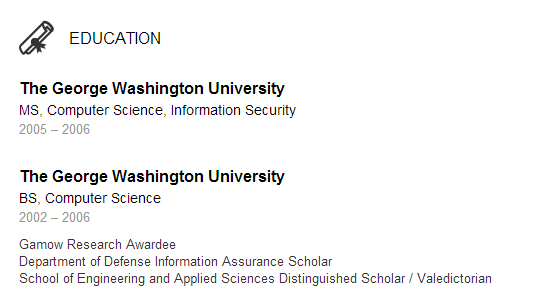 EDUCATION
The George Washington University
MS, Computer Science, Information Security
2005 – 2006
The George Washington University
BS, Computer Science
2002 – 2006
Gamow Research Awardee
Department of Defense Information Assurance Scholar
School of Engineering and Applied Sciences Distinguished Scholar / Valedictorian